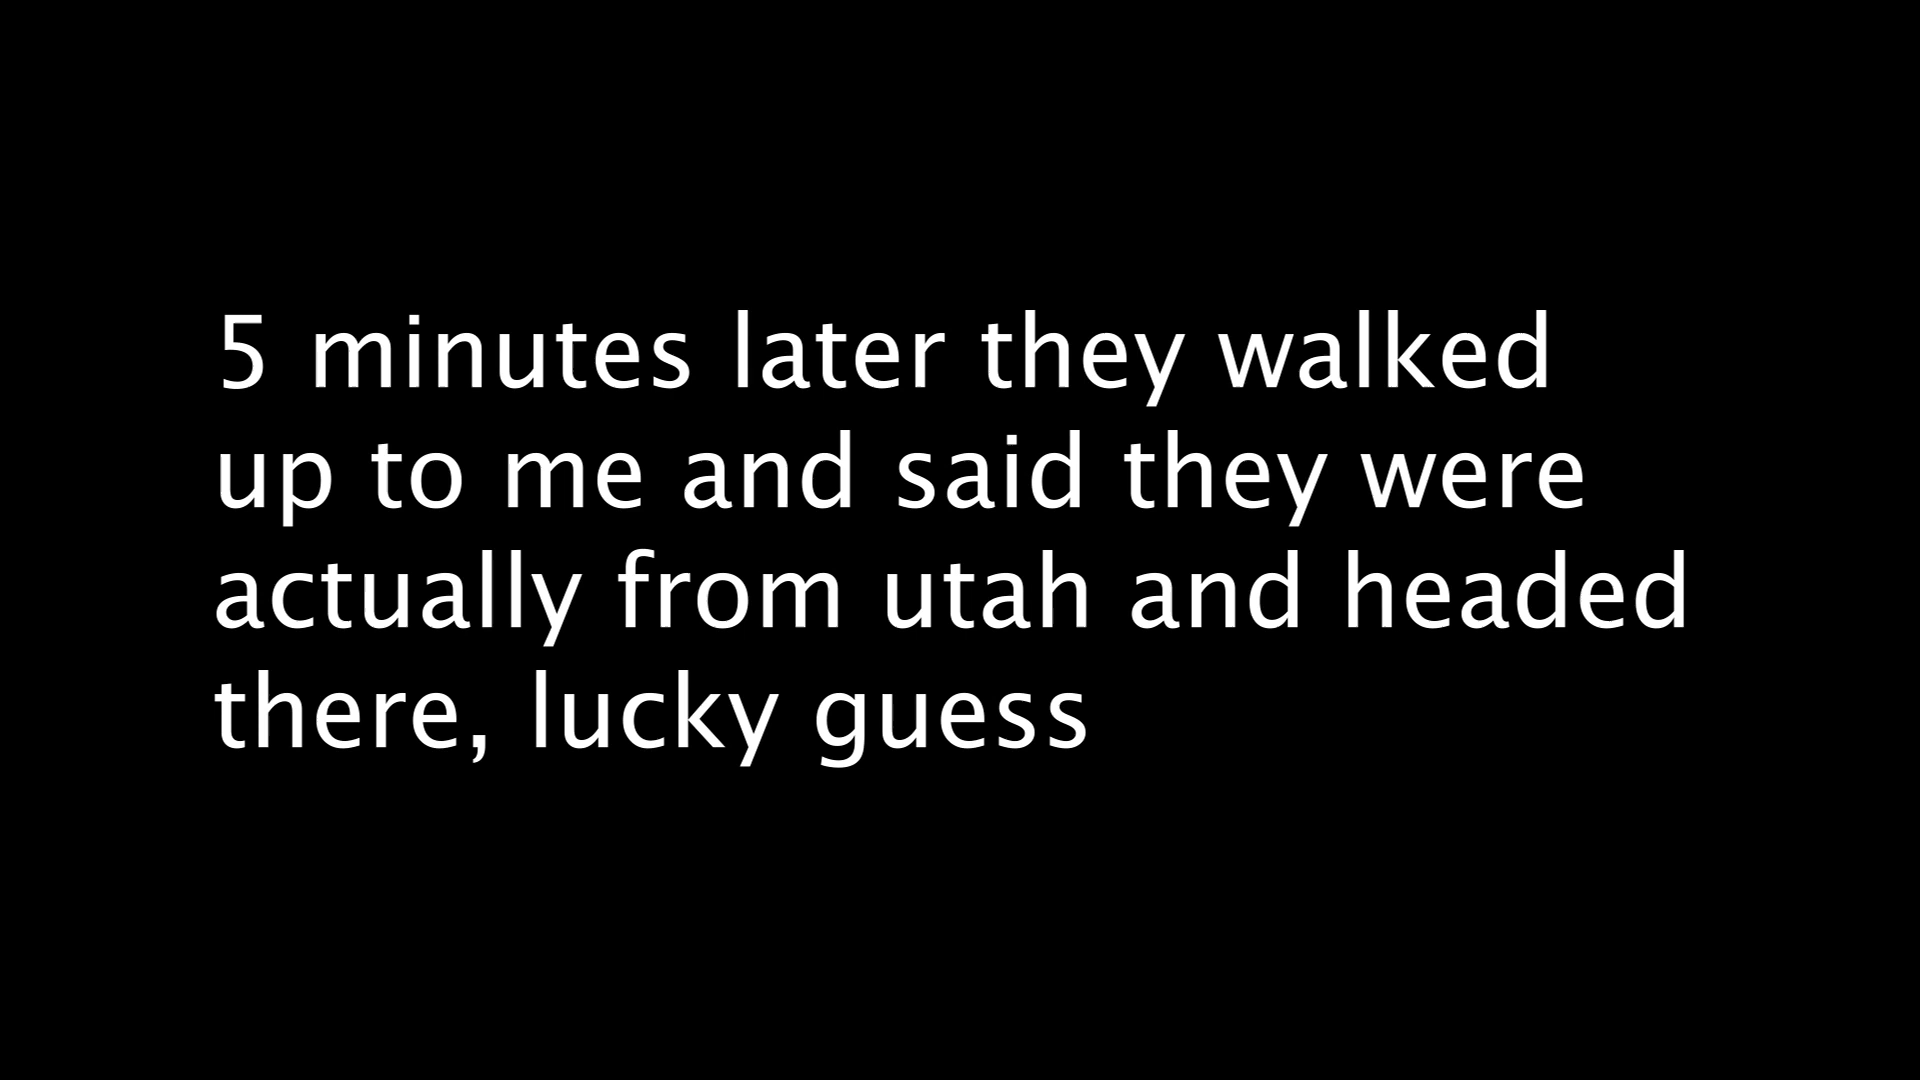 5 minutes later they walked
up to me and said they were
actually from utah and headed
there, lucky guess